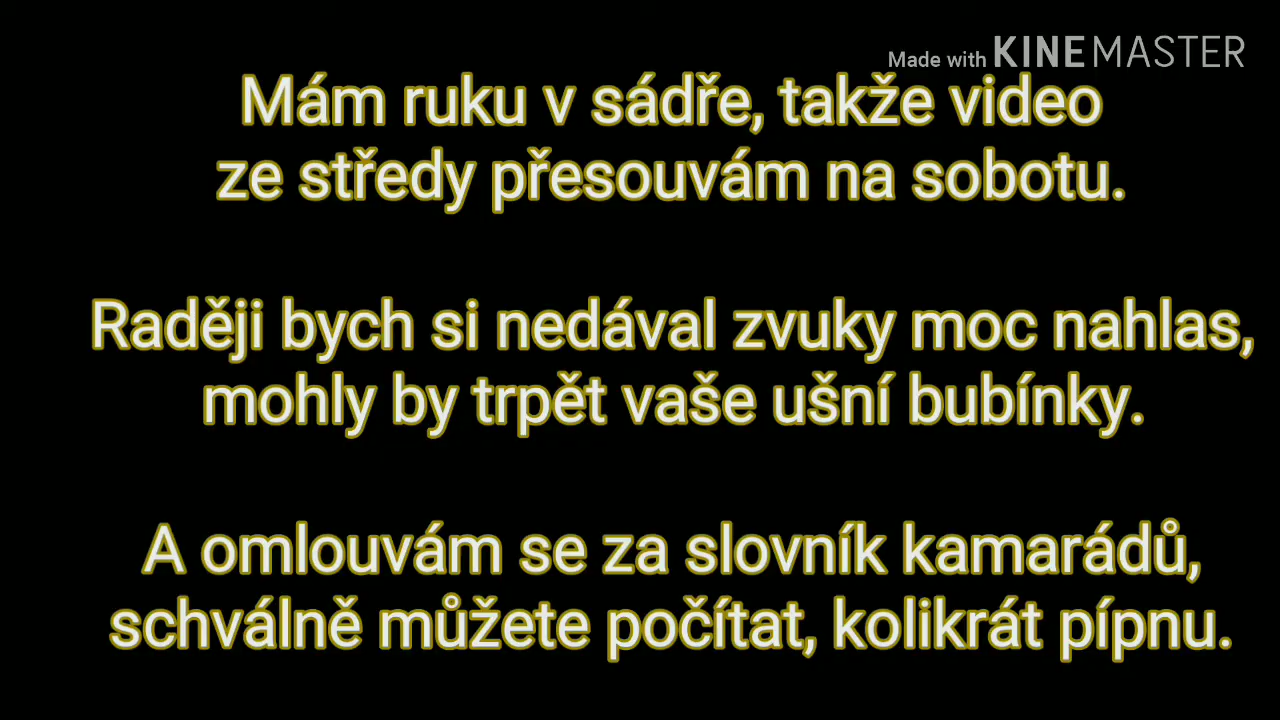 Made with KINEMASTER
Mám ruku v sádře, takže video
ze středy přesouvám na sobotu.
Raději bych si nedával zvuky moc nahlas,
mohly by trpět vaše ušní bubínky.
A omlouvám se za slovník kamarádů,
schválně můžete počítat, kolikrát pípnu.